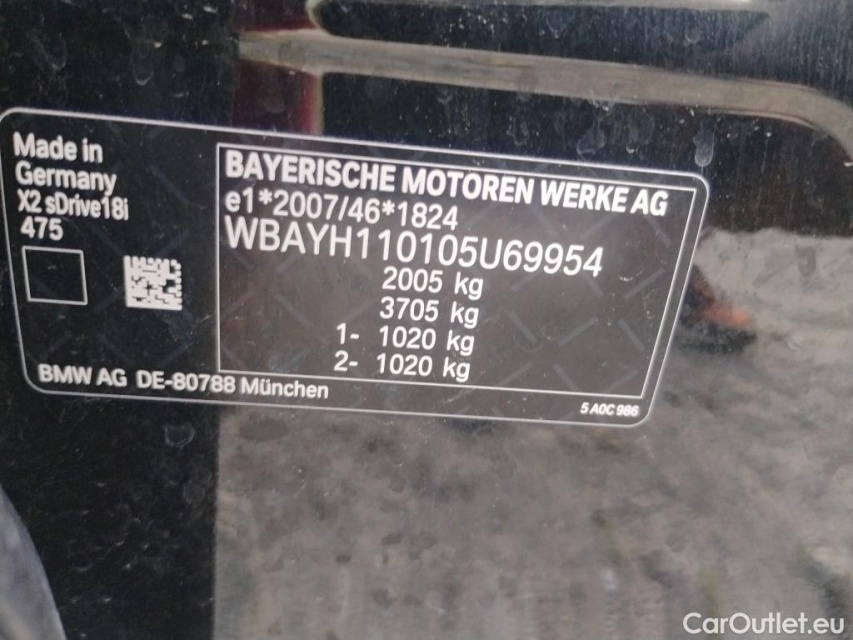 Made in
Germany
X2 sDrive18i
475
BAYERISCHE MOTOREN WERKE AG
e1*2007/46*1824
WBAYH110105U69954
2005 kg
3705 kg
1- 1020 kg
2- 1020 kg
BMW AG DE-80788 München
5 A0C 986
CarOutlet.eu